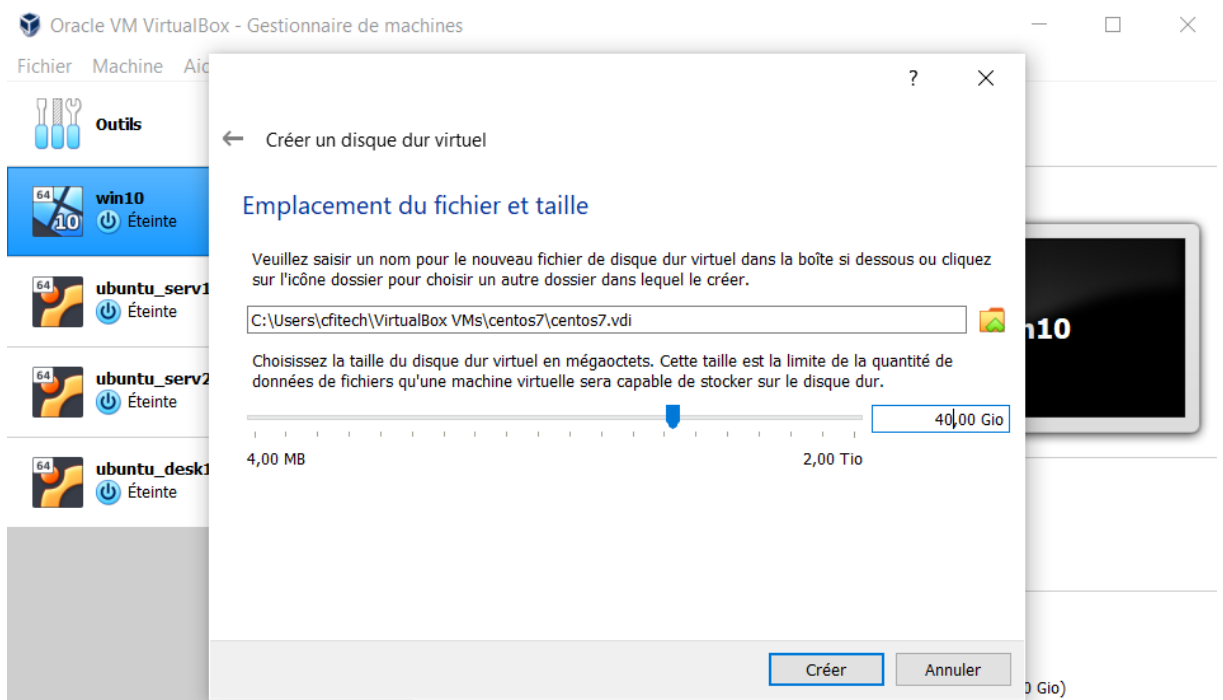 Oracle VM VirtualBox - Gestionnaire de machines
Fichier Machine Aid
?
Outils
Créer un disque dur virtuel
64
win10
10
Éteinte
Emplacement du fichier et taille
Veuillez saisir un nom pour le nouveau fichier de disque dur virtuel dans la boîte si dessous ou cliquez
sur l'icône dossier pour choisir un autre dossier dans lequel le créer.
64
ubuntu_serv1
Éteinte
C:\Users\cfitech\VirtualBox VMs\centos7\centos7.vdi
n10
Choisissez la taille du disque dur virtuel en mégaoctets. Cette taille est la limite de la quantité de
données de fichiers qu'une machine virtuelle sera capable de stocker sur le disque dur.
64
ubuntu_serv2
Éteinte
40,00 Gio
4,00 MB
2,00 Tio
64
ubuntu_desk1
Éteinte
Créer
Annuler
0 Gio)